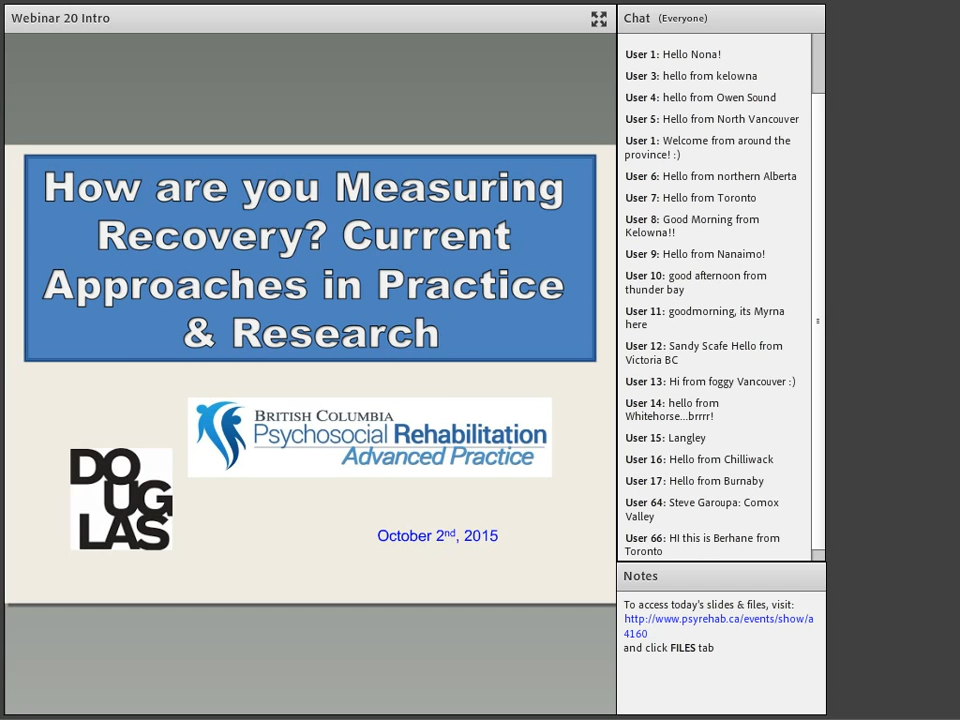 Webinar 20 Intro
How are you Measuring
Recovery? Current
Approaches in Practice
& Research
BRITISH COLUMBIA
Psychosocial Rehabilitation
Advanced Practice
DO
UG
LAS
October 2nd, 2015
Chat (Everyone)
User 1: Hello Nona!
User 3: hello from kelowna
User 4: hello from Owen Sound
User 5: Hello from North Vancouver
User 1: Welcome from around the
province! :)
User 6: Hello from northern Alberta
User 7: Hello from Toronto
User 8: Good Morning from
Kelowna!!
User 9: Hello from Nanaimo!
User 10: good afternoon from
thunder bay
User 11: goodmorning, its Myrna
here
User 12: Sandy Scafe Hello from
Victoria BC
User 13: Hi from foggy Vancouver :)
User 14: hello from
Whitehorse...brrrr!
User 15: Langley
User 16: Hello from Chilliwack
User 17: Hello from Burnaby
User 64: Steve Garoupa: Comox
Valley
User 66: HI this is Berhane from
Toronto
Notes
To access today's slides & files, visit:
http://www.psyrehab.ca/events/show/a
4160
and click FILES tab